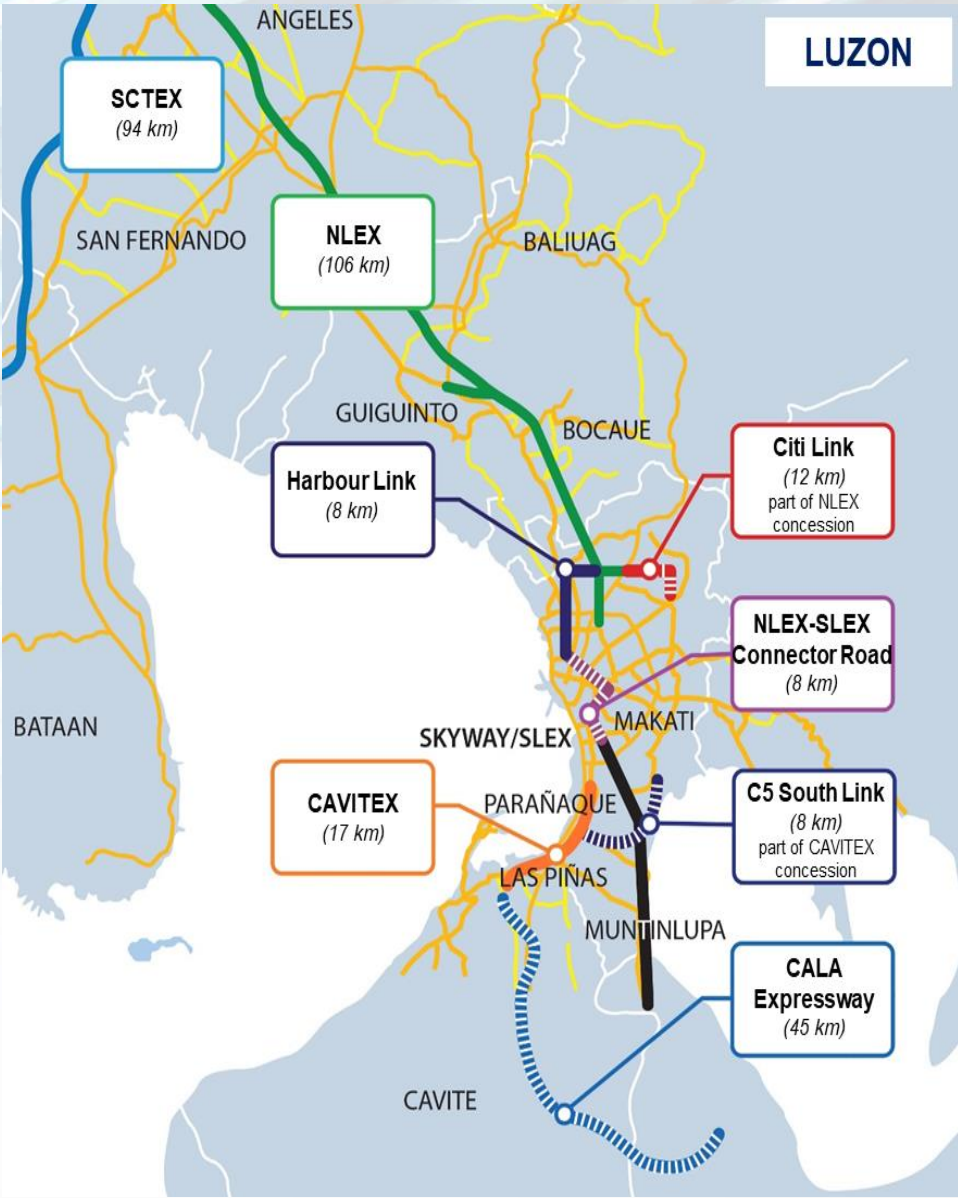 ANGELES
LUZON
SCTEX
(94 km)
SAN FERNANDO
NLEX
(106 km)
BALIUAG
GUIGUINTO
BOCAUE
Harbour Link
(8 km)
Citi Link
(12 km)
part of NLEX
concession
NLEX-SLEX
Connector Road
(8 km)
BATAAN
MAKATI
SKYWAY/SLEX
CAVITEX
(17 km)
PARAÑAQUE
C5 South Link
(8 km)
part of CAVITEX
concession
LAS PIÑAS
MUNTINLUPA
CALA
Expressway
(45 km)
CAVITE